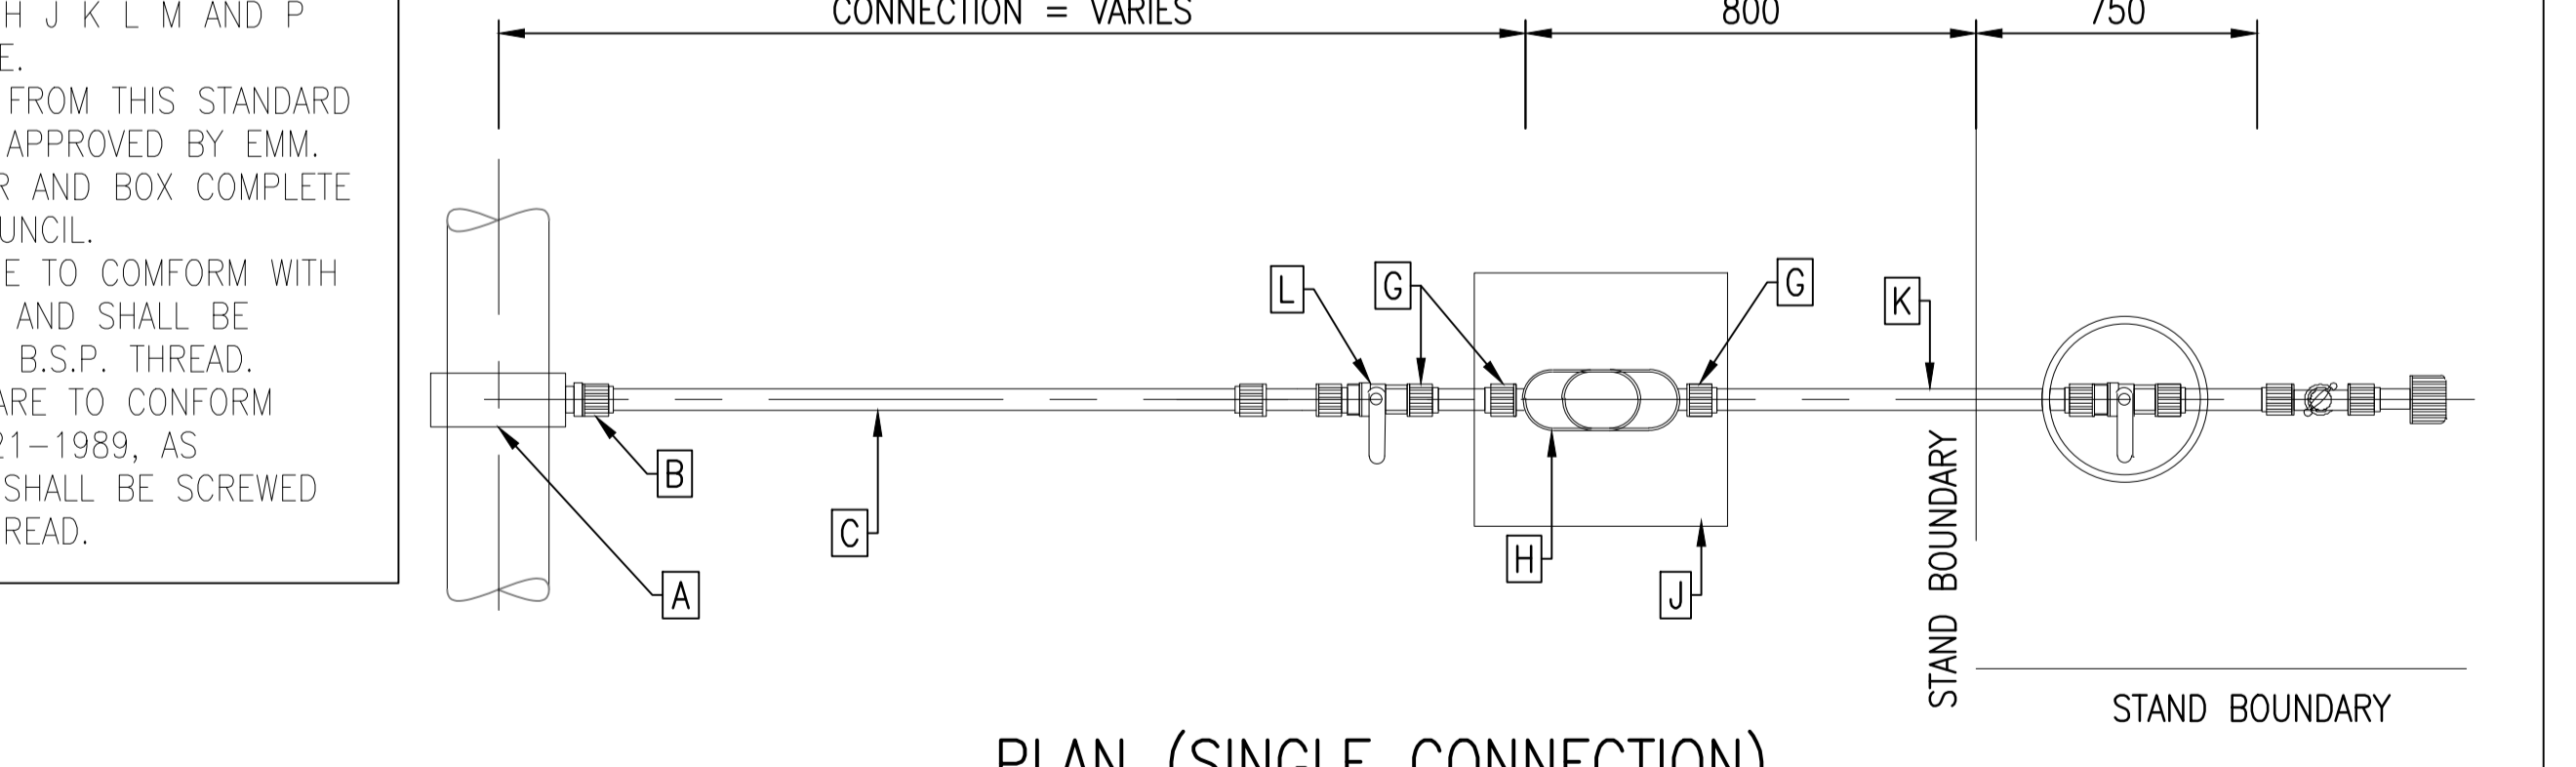 H J K L M AND P
E.
FROM THIS STANDARD
APPROVED BY EMM.
R AND BOX COMPLETE
UNCIL.
E TO COMFORM WITH
AND SHALL BE
B.S.P. THREAD.
ARE TO CONFORM
21-1989, AS
SHALL BE SCREWED
READ.
CONNECTION = VARIES
800
750
L
G
G
K
B
C
H
A
J
STAND BOUNDARY
STAND BOUNDARY
PLAN (SINGLE CONNECTION)